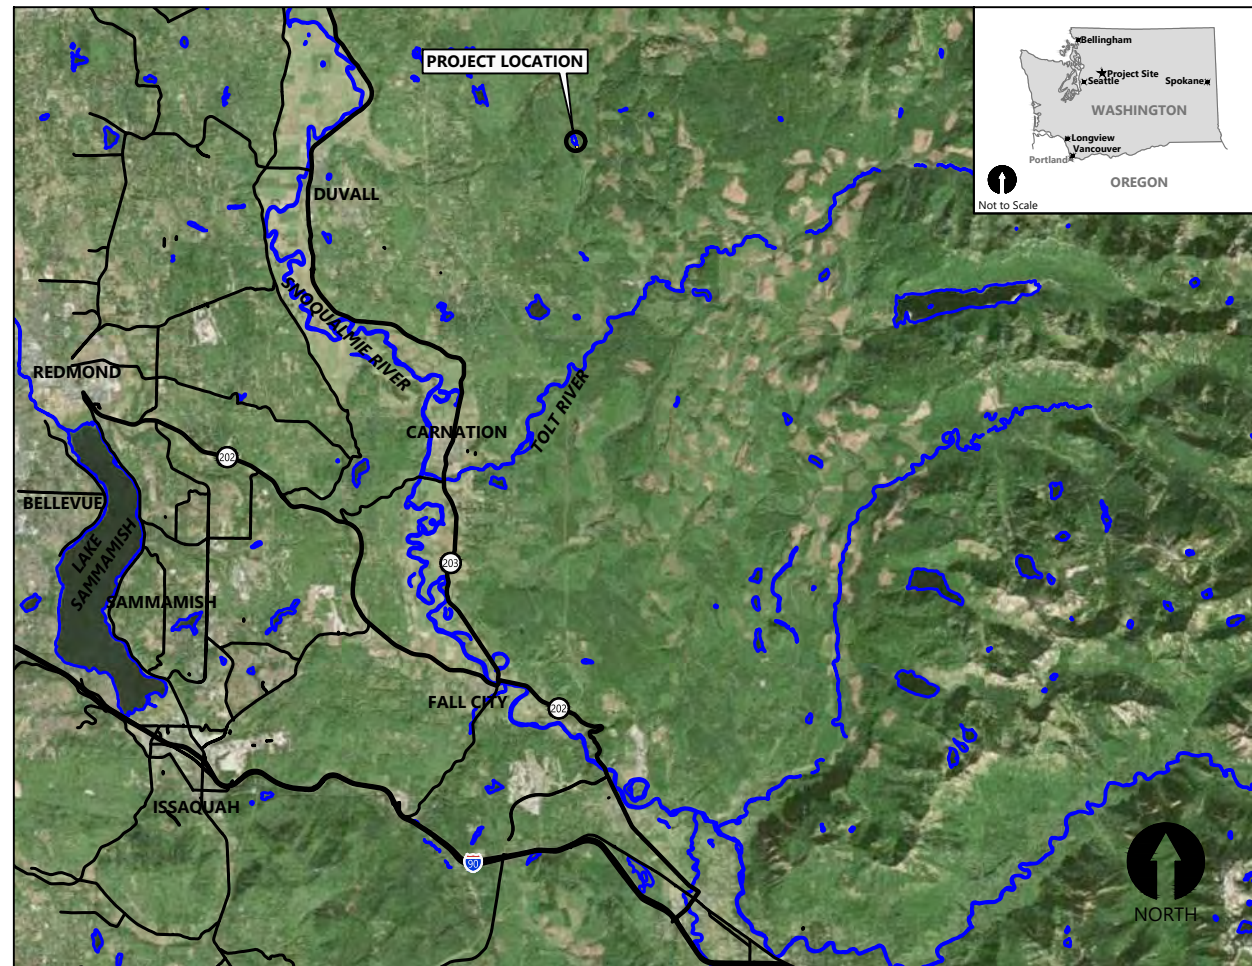 PROJECT LOCATION
Bellingham
Project Site
Seattle
Spokane
WASHINGTON
Longview
Vancouver
Portland
OREGON
Not to Scale
DUVALL
SNOQUALMIE RIVER
REDMOND
TOLT RIVER
CARNATION
202
BELLEVUE
LAKE
SAMMAMISH
203
SAMMAMISH
FALL CITY
202
ISSAQUAH
90
NORTH